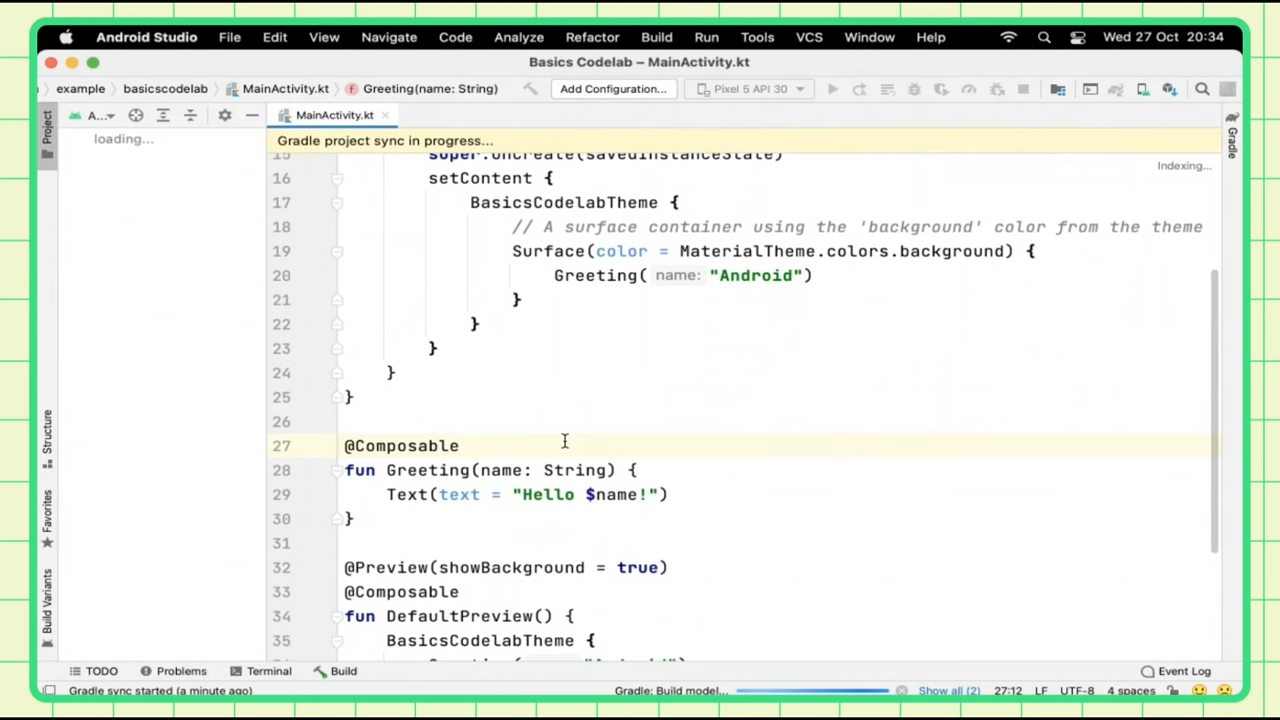 Android Studio File Edit View Navigate Code Analyze Refactor Build Run Tools VCS Window Help Wed 27 Oct 20:34
Basics Codelab – MainActivity.kt
example basicscodelab MainActivity.kt Greeting(name: String) Add Configuration... Pixel 5 API 30
Project
A...
MainActivity.kt
Gradle
loading...
Gradle project sync in progress...
Indexing...
15 super.onCreate(savedInstanceState)
16 setContent {
17 BasicsCodelabTheme {
18 // A surface container using the 'background' color from the theme
19 Surface(color = MaterialTheme.colors.background) {
20 Greeting( name: "Android")
21 }
22 }
23 }
24 }
25 }
26
27 @Composable
28 fun Greeting(name: String) {
29 Text(text = "Hello $name!")
30 }
31
32 @Preview(showBackground = true)
33 @Composable
34 fun DefaultPreview() {
35 BasicsCodelabTheme {
Structure
Favorites
Build Variants
TODO Problems Terminal Build Event Log
Gradle sync started (a minute ago) Gradle: Build model... Show all (2) 27:12 LF UTF-8 4 spaces